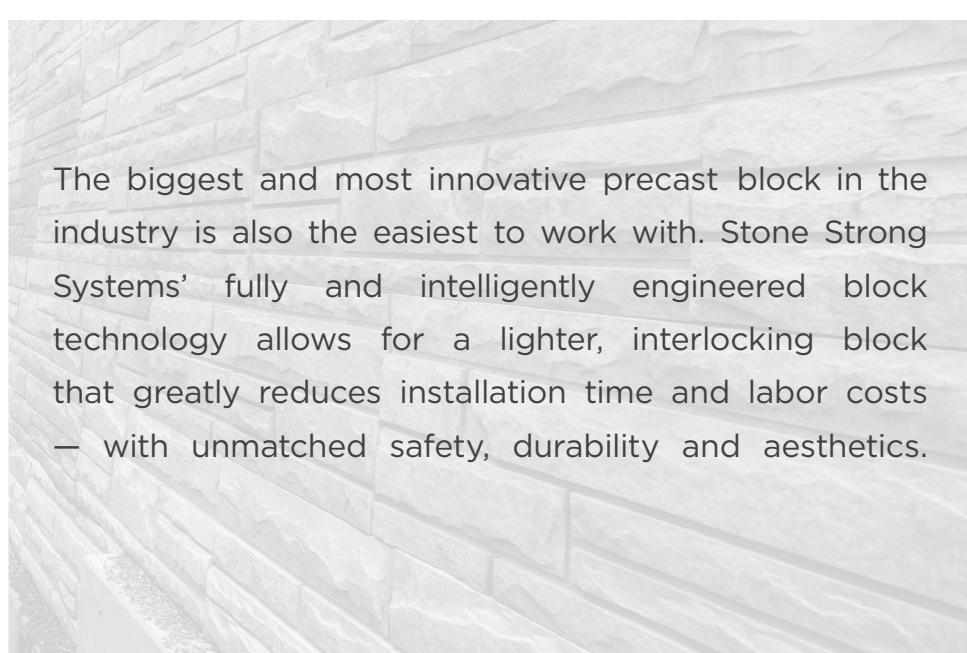 The biggest and most innovative precast block in the
industry is also the easiest to work with. Stone Strong
Systems’ fully and intelligently engineered block
technology allows for a lighter, interlocking block
that greatly reduces installation time and labor costs
— with unmatched safety, durability and aesthetics.